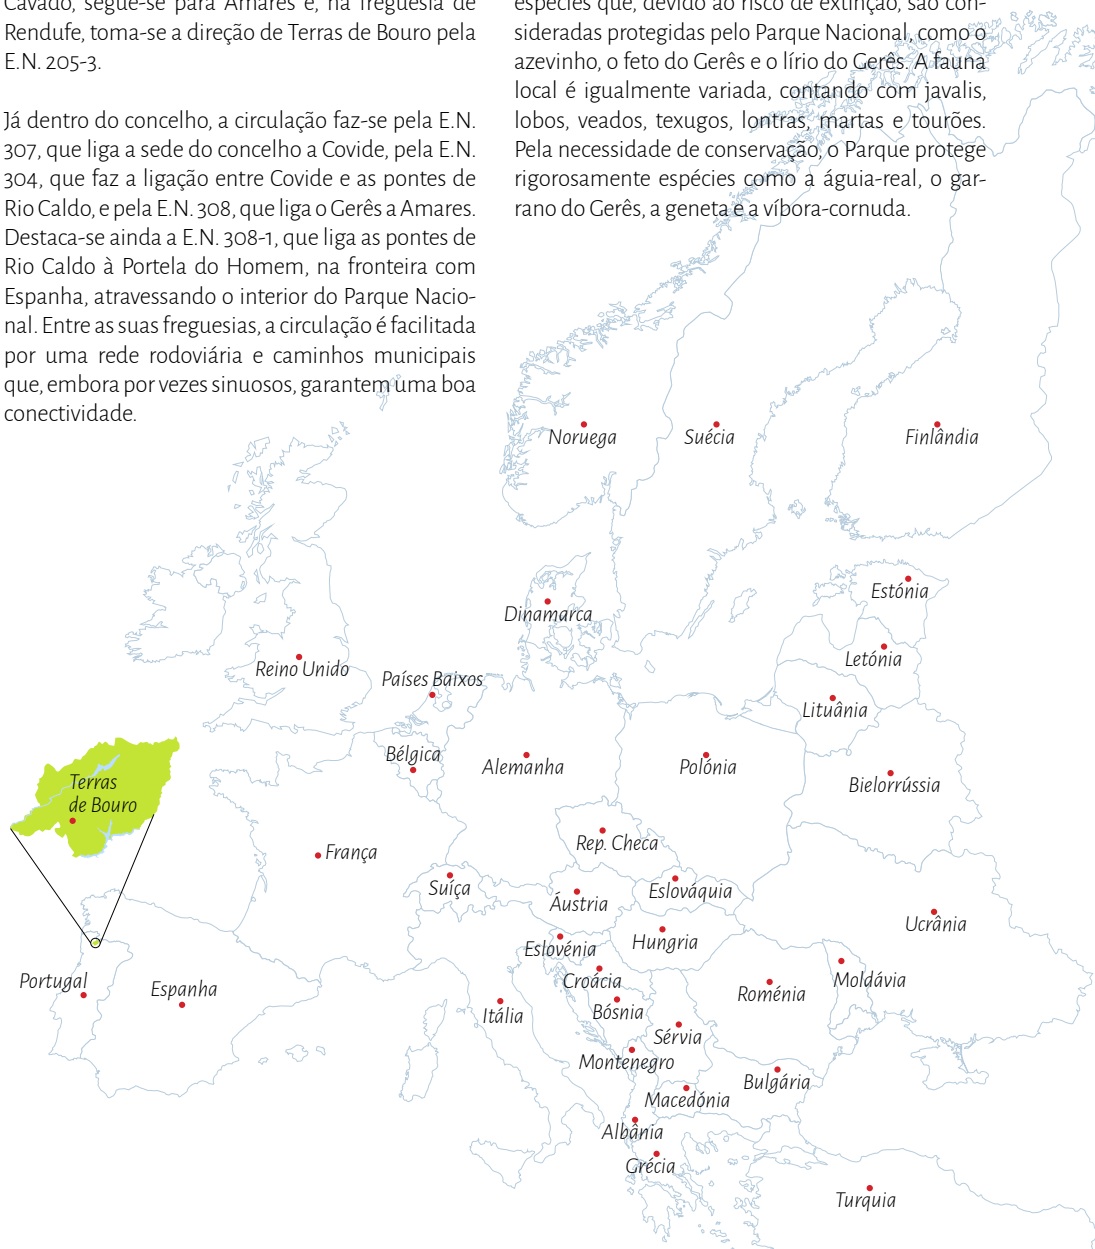 Cávado, segue-se para Amares e, na freguesia de
Rendufe, toma-se a direção de Terras de Bouro pela
E.N. 205-3.
Já dentro do concelho, a circulação faz-se pela E.N.
307, que liga a sede do concelho a Covide, pela E.N.
304, que faz a ligação entre Covide e as pontes de
Rio Caldo, e pela E.N. 308, que liga o Gerês a Amares.
Destaca-se ainda a E.N. 308-1, que liga as pontes de
Rio Caldo à Portela do Homem, na fronteira com
Espanha, atravessando o interior do Parque Nacio-
nal. Entre as suas freguesias, a circulação é facilitada
por uma rede rodoviária e caminhos municipais
que, embora por vezes sinuosos, garantem uma boa
conectividade.
espécies que, devido ao risco de extinção, são con-
sideradas protegidas pelo Parque Nacional, como o
azevinho, o feto do Gerês e o lírio do Gerês. A fauna
local é igualmente variada, contando com javalis,
lobos, veados, texugos, lontras, martas e tourões.
Pela necessidade de conservação, o Parque protege
rigorosamente espécies como a águia-real, o gar-
rano do Gerês, a geneta e a víbora-cornuda.
Noruega
Suécia
Finlândia
Estónia
Dinamarca
Letónia
Reino Unido
Países Baixos
Lituânia
Bélgica
Alemanha
Polónia
Bielorrússia
Terras
de Bouro
Rep. Checa
França
Suíça
Áustria
Eslováquia
Ucrânia
Eslovénia
Hungria
Portugal
Espanha
Croácia
Moldávia
Roménia
Itália
Bósnia
Sérvia
Montenegro
Bulgária
Macedónia
Albânia
Grécia
Turquia